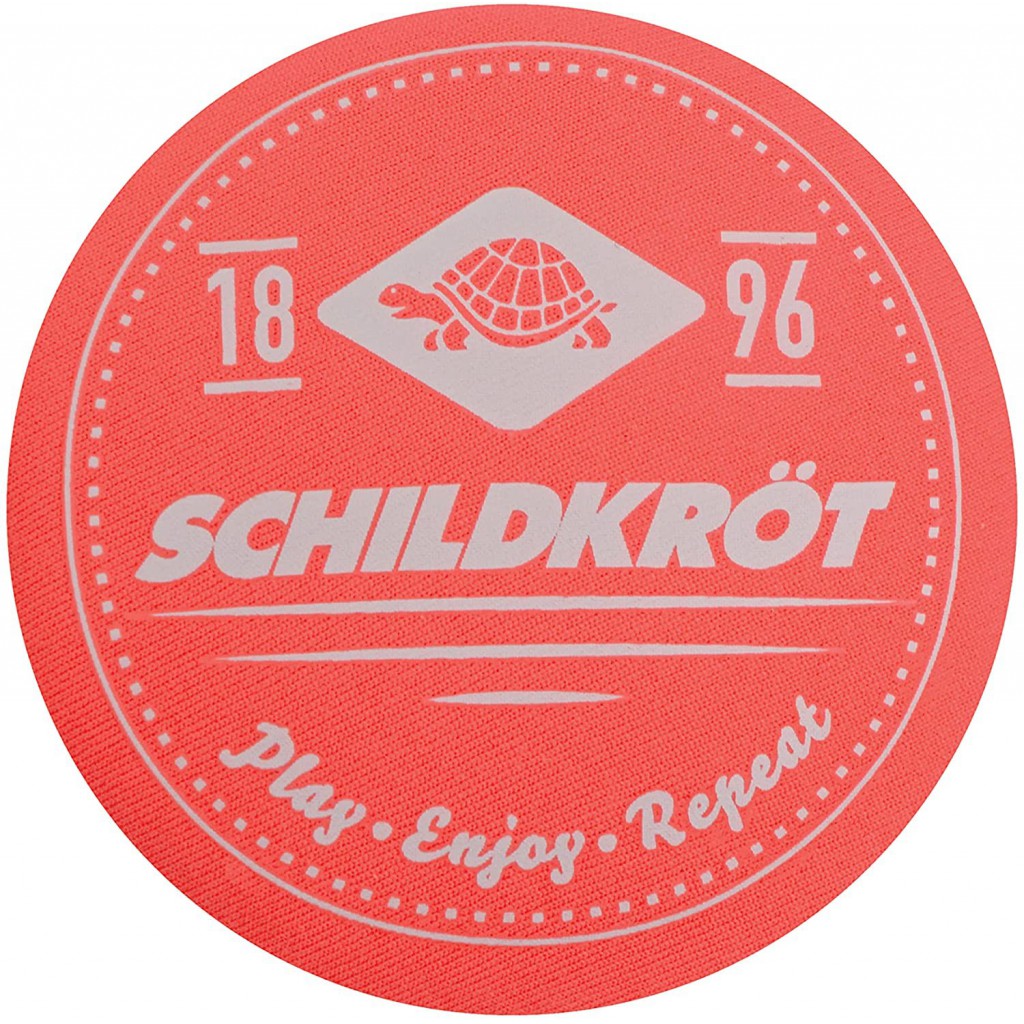 18 96
SCHILDKRÖT
Play • Enjoy • Repeat